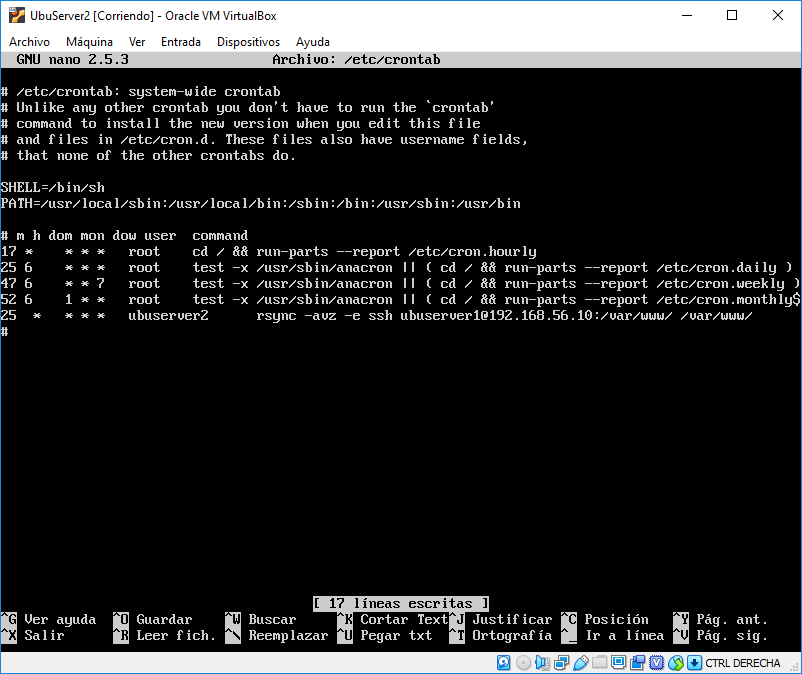 UbuServer2 [Corriendo] - Oracle VM VirtualBox
Archivo Máquina Ver Entrada Dispositivos Ayuda
GNU nano 2.5.3 Archivo: /etc/crontab
# /etc/crontab: system-wide crontab
# Unlike any other crontab you don't have to run the `crontab'
# command to install the new version when you edit this file
# and files in /etc/cron.d. These files also have username fields,
# that none of the other crontabs do.
SHELL=/bin/sh
PATH=/usr/local/sbin:/usr/local/bin:/sbin:/bin:/usr/sbin:/usr/bin
# m h dom mon dow user  command
17 *    * * *   root    cd / && run-parts --report /etc/cron.hourly
25 6    * * *   root    test -x /usr/sbin/anacron || ( cd / && run-parts --report /etc/cron.daily )
47 6    * * 7   root    test -x /usr/sbin/anacron || ( cd / && run-parts --report /etc/cron.weekly )
52 6    1 * *   root    test -x /usr/sbin/anacron || ( cd / && run-parts --report /etc/cron.monthly$
25  *   * * *   ubuserver2      rsync -avz -e ssh ubuserver1@192.168.56.10:/var/www/ /var/www/
#
[ 17 líneas escritas ]
^G Ver ayuda ^O Guardar ^W Buscar ^K Cortar Text ^J Justificar ^C Posición ^Y Pág. ant.
^X Salir ^R Leer fich. ^\ Reemplazar ^U Pegar txt ^T Ortografía ^_ Ir a línea ^V Pág. sig.
CTRL DERECHA